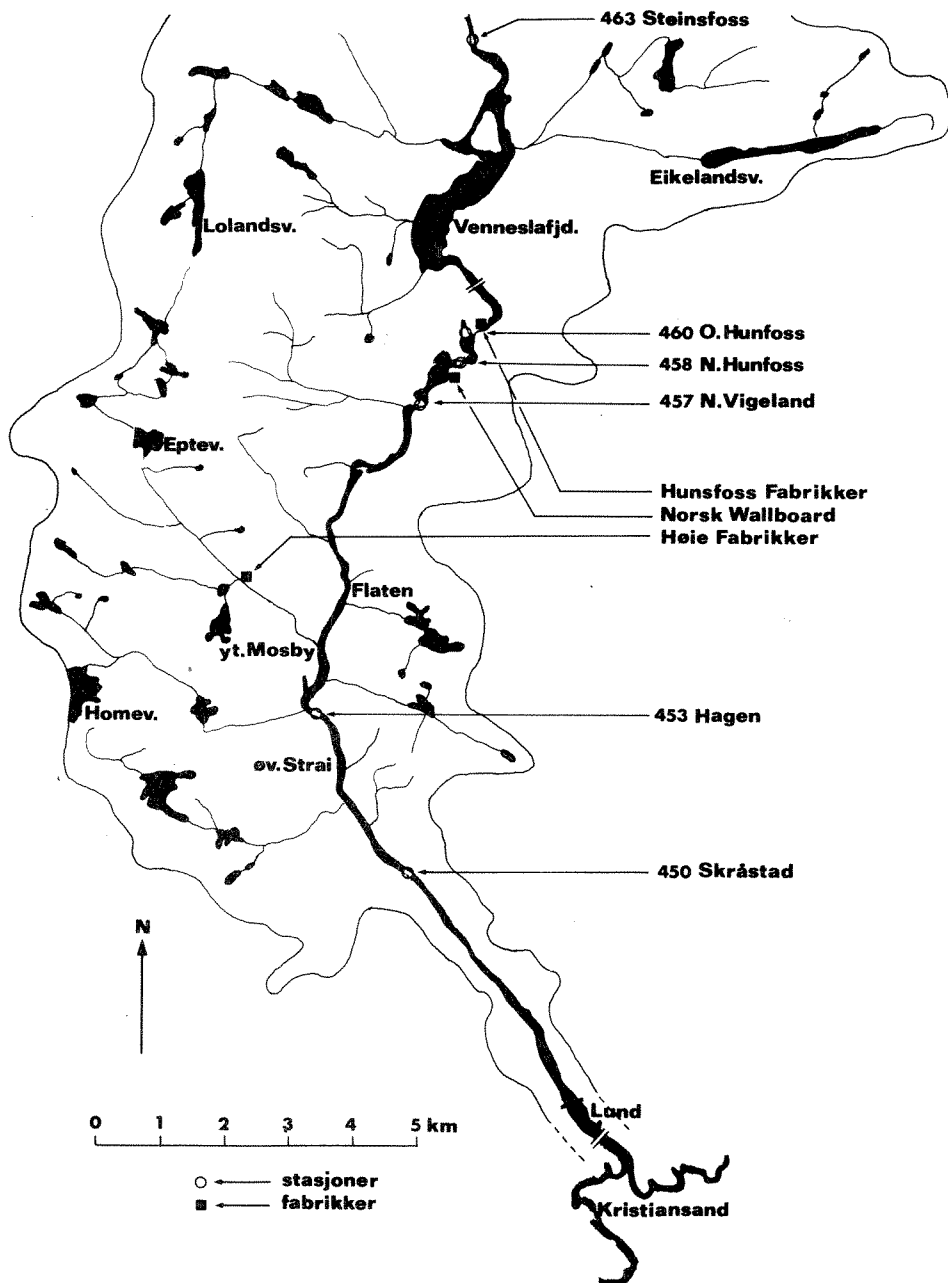 463 Steinsfoss
Eikelandsv.
Lolandsv.
Venneslafjd.
460 O.Hunfoss
458 N.Hunfoss
457 N.Vigeland
Eptev.
Hunsfoss Fabrikker
Norsk Wallboard
Høie Fabrikker
Flaten
yt.Mosby
Homev.
453 Hagen
øv.Strai
450 Skråstad
N
Lund
0 1 2 3 4 5 km
stasjoner
fabrikker
Kristiansand